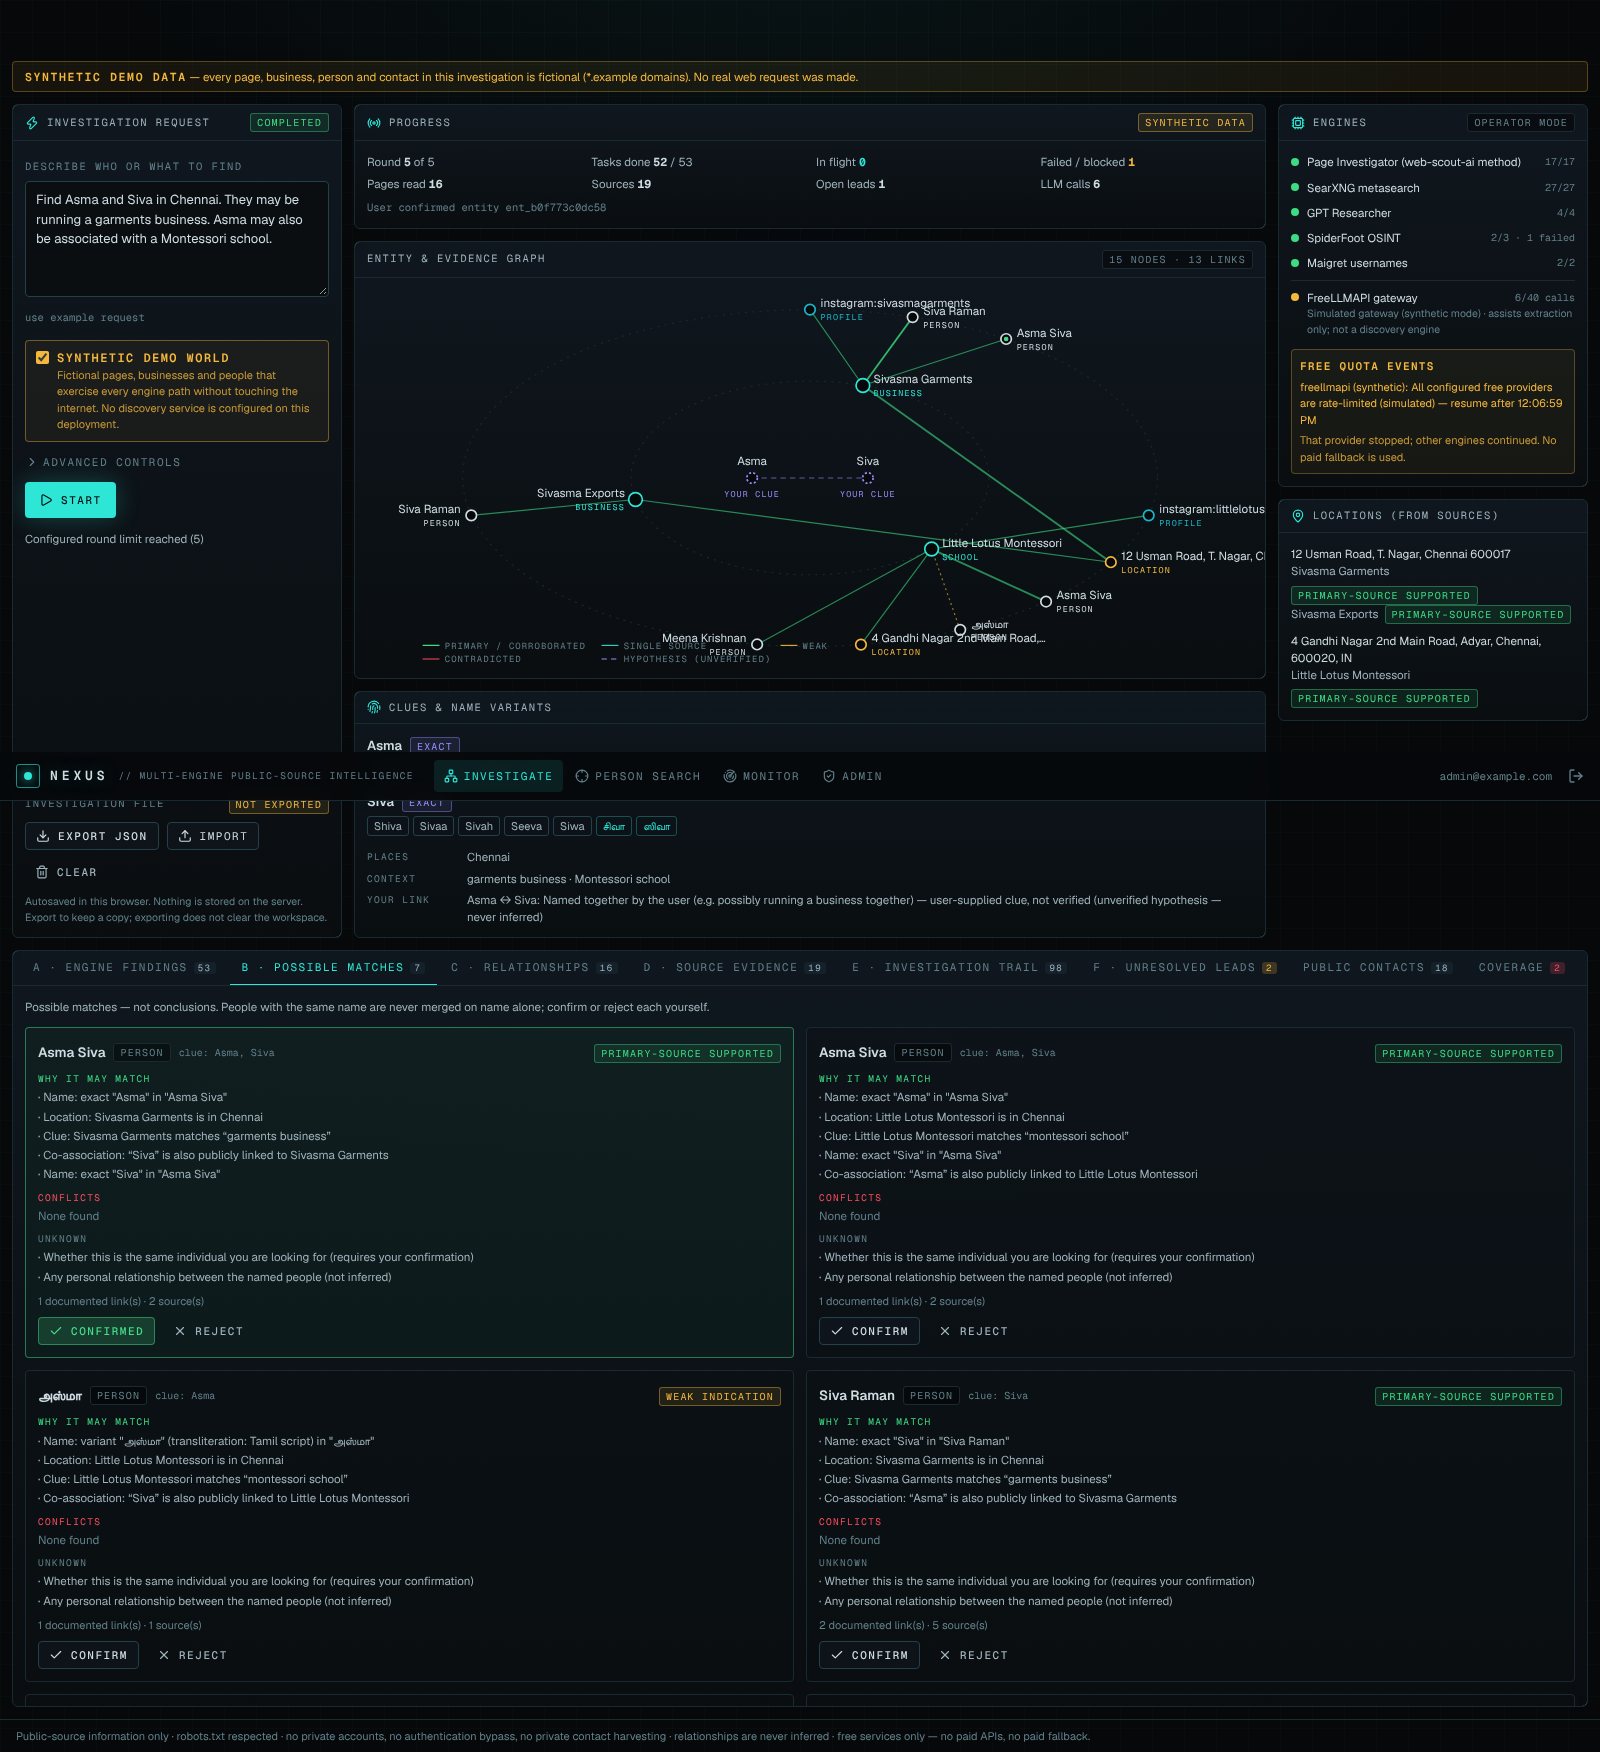 SYNTHETIC DEMO DATA — every page, business, person and contact in this investigation is fictional (*.example domains). No real web request was made.
INVESTIGATION REQUEST
COMPLETED
DESCRIBE WHO OR WHAT TO FIND
Find Asma and Siva in Chennai. They may be
running a garments business. Asma may also
be associated with a Montessori school.
use example request
SYNTHETIC DEMO WORLD
Fictional pages, businesses and people that
exercise every engine path without touching the
internet. No discovery service is configured on this
deployment.
ADVANCED CONTROLS
START
Configured round limit reached (5)
PROGRESS
SYNTHETIC DATA
Round 5 of 5
Tasks done 52 / 53
In flight 0
Failed / blocked 1
Pages read 16
Sources 19
Open leads 1
LLM calls 6
User confirmed entity ent_b0f773c0dc58
ENTITY & EVIDENCE GRAPH
15 NODES · 13 LINKS
instagram:sivasmagarments
PROFILE
Siva Raman
PERSON
Asma Siva
PERSON
Sivasma Garments
BUSINESS
Asma
YOUR CLUE
Siva
YOUR CLUE
Sivasma Exports
BUSINESS
Siva Raman
PERSON
instagram:littlelotus
PROFILE
Little Lotus Montessori
SCHOOL
12 Usman Road, T. Nagar, C
LOCATION
Asma Siva
PERSON
அஸ்மா
PERSON
Meena Krishnan
PERSON
4 Gandhi Nagar 2nd Main Road,…
LOCATION
PRIMARY / CORROBORATED
SINGLE SOURCE
WEAK
CONTRADICTED
HYPOTHESIS (UNVERIFIED)
ENGINES
OPERATOR MODE
Page Investigator (web-scout-ai method) 17/17
SearXNG metasearch 27/27
GPT Researcher 4/4
SpiderFoot OSINT 2/3 · 1 failed
Maigret usernames 2/2
FreeLLMAPI gateway 6/40 calls
Simulated gateway (synthetic mode) · assists extraction
only; not a discovery engine
FREE QUOTA EVENTS
freellmapi (synthetic): All configured free providers
are rate-limited (simulated) — resume after 12:06:59
PM
That provider stopped; other engines continued. No
paid fallback is used.
LOCATIONS (FROM SOURCES)
12 Usman Road, T. Nagar, Chennai 600017
Sivasma Garments
PRIMARY-SOURCE SUPPORTED
Sivasma Exports PRIMARY-SOURCE SUPPORTED
4 Gandhi Nagar 2nd Main Road, Adyar, Chennai,
600020, IN
Little Lotus Montessori
PRIMARY-SOURCE SUPPORTED
CLUES & NAME VARIANTS
Asma EXACT
NEXUS // MULTI-ENGINE PUBLIC-SOURCE INTELLIGENCE
INVESTIGATE
PERSON SEARCH
MONITOR
ADMIN
admin@example.com
INVESTIGATION FILE
NOT EXPORTED
EXPORT JSON
IMPORT
CLEAR
Autosaved in this browser. Nothing is stored on the server.
Export to keep a copy; exporting does not clear the workspace.
Siva EXACT
Shiva Sivaa Sivah Seeva Siwa சிவா ஸிவா
PLACES Chennai
CONTEXT garments business · Montessori school
YOUR LINK Asma ↔ Siva: Named together by the user (e.g. possibly running a business together) — user-supplied clue, not verified (unverified hypothesis —
never inferred)
A · ENGINE FINDINGS 53
B · POSSIBLE MATCHES 7
C · RELATIONSHIPS 16
D · SOURCE EVIDENCE 19
E · INVESTIGATION TRAIL 98
F · UNRESOLVED LEADS 2
PUBLIC CONTACTS 18
COVERAGE 2
Possible matches — not conclusions. People with the same name are never merged on name alone; confirm or reject each yourself.
Asma Siva PERSON clue: Asma, Siva
PRIMARY-SOURCE SUPPORTED
WHY IT MAY MATCH
· Name: exact "Asma" in "Asma Siva"
· Location: Sivasma Garments is in Chennai
· Clue: Sivasma Garments matches “garments business”
· Co-association: “Siva” is also publicly linked to Sivasma Garments
· Name: exact "Siva" in "Asma Siva"
CONFLICTS
None found
UNKNOWN
· Whether this is the same individual you are looking for (requires your confirmation)
· Any personal relationship between the named people (not inferred)
1 documented link(s) · 2 source(s)
CONFIRMED
REJECT
Asma Siva PERSON clue: Asma, Siva
PRIMARY-SOURCE SUPPORTED
WHY IT MAY MATCH
· Name: exact "Asma" in "Asma Siva"
· Location: Little Lotus Montessori is in Chennai
· Clue: Little Lotus Montessori matches “montessori school”
· Name: exact "Siva" in "Asma Siva"
· Co-association: “Asma” is also publicly linked to Little Lotus Montessori
CONFLICTS
None found
UNKNOWN
· Whether this is the same individual you are looking for (requires your confirmation)
· Any personal relationship between the named people (not inferred)
1 documented link(s) · 2 source(s)
CONFIRM
REJECT
அஸ்மா PERSON clue: Asma
WEAK INDICATION
WHY IT MAY MATCH
· Name: variant "அஸ்மா" (transliteration: Tamil script) in "அஸ்மா"
· Location: Little Lotus Montessori is in Chennai
· Clue: Little Lotus Montessori matches “montessori school”
· Co-association: “Siva” is also publicly linked to Little Lotus Montessori
CONFLICTS
None found
UNKNOWN
· Whether this is the same individual you are looking for (requires your confirmation)
· Any personal relationship between the named people (not inferred)
1 documented link(s) · 1 source(s)
CONFIRM
REJECT
Siva Raman PERSON clue: Siva
PRIMARY-SOURCE SUPPORTED
WHY IT MAY MATCH
· Name: exact "Siva" in "Siva Raman"
· Location: Sivasma Garments is in Chennai
· Clue: Sivasma Garments matches “garments business”
· Co-association: “Asma” is also publicly linked to Sivasma Garments
CONFLICTS
None found
UNKNOWN
· Whether this is the same individual you are looking for (requires your confirmation)
· Any personal relationship between the named people (not inferred)
2 documented link(s) · 5 source(s)
CONFIRM
REJECT
Public-source information only · robots.txt respected · no private accounts, no authentication bypass, no private contact harvesting · relationships are never inferred · free services only — no paid APIs, no paid fallback.